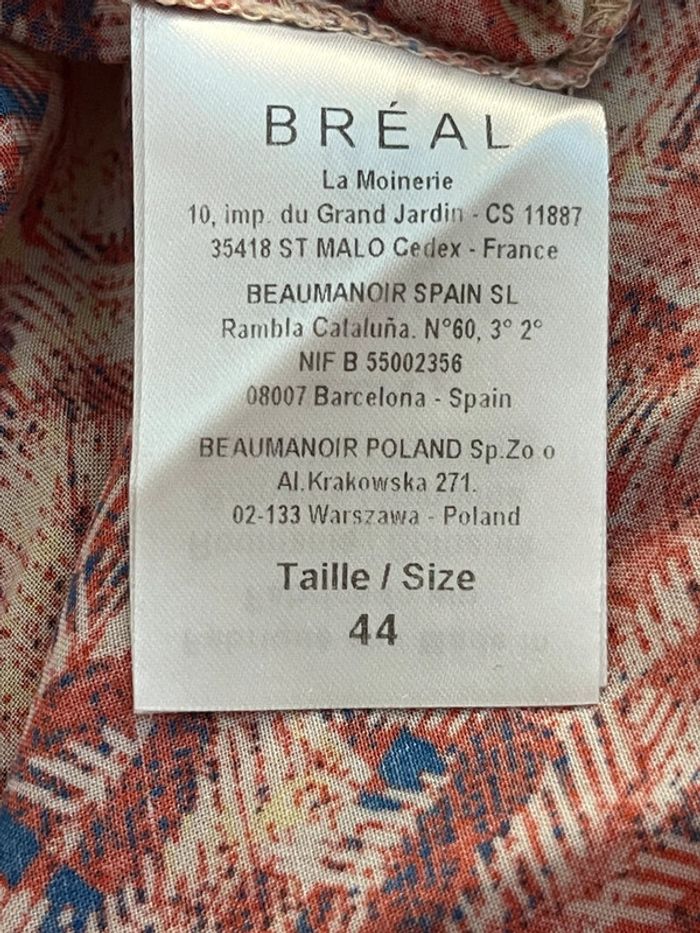 BRÉAL
La Moinerie
10, imp. du Grand Jardin - CS 11887
35418 ST MALO Cedex - France
BEAUMANOIR SPAIN SL
Rambla Cataluña. N°60, 3° 2°
NIF B 55002356
08007 Barcelona - Spain
BEAUMANOIR POLAND Sp.Zo o
Al.Krakowska 271.
02-133 Warszawa - Poland
Taille / Size
44